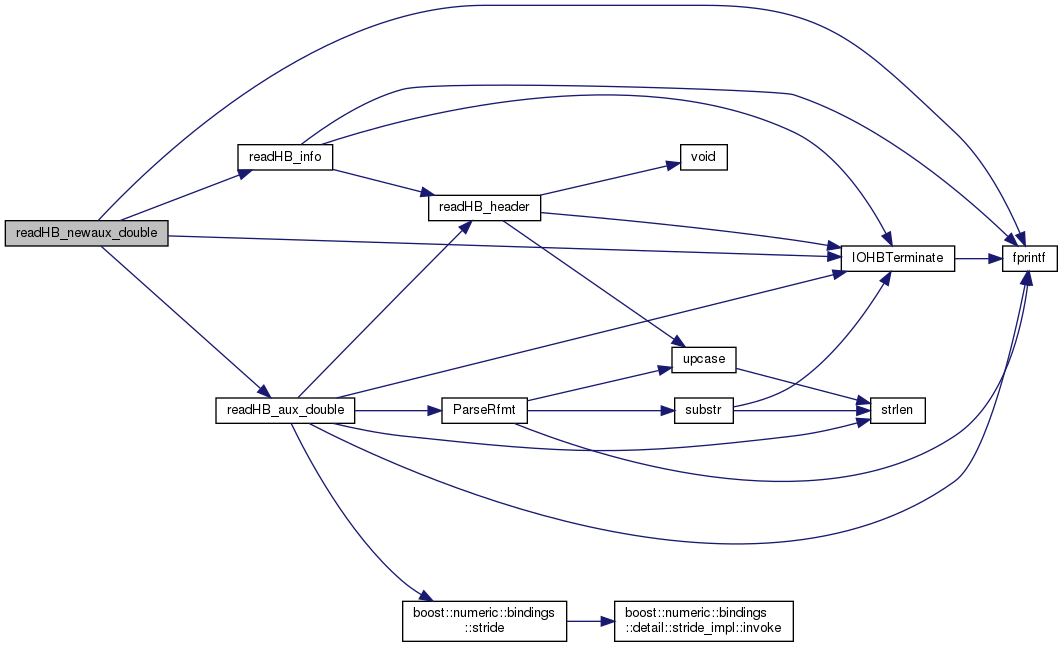 readHB_newaux_double
readHB_info
readHB_header
void
IOHBTerminate
fprintf
upcase
readHB_aux_double
ParseRfmt
substr
strlen
boost::numeric::bindings
::stride
boost::numeric::bindings
::detail::stride_impl::invoke